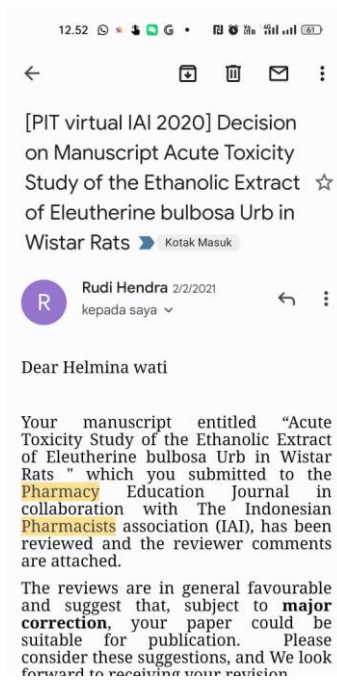 12.52
61
[PIT virtual IAI 2020] Decision
on Manuscript Acute Toxicity
Study of the Ethanolic Extract
of Eleutherine bulbosa Urb in
Wistar Rats Kotak Masuk
R
Rudi Hendra 2/2/2021
kepada saya
Dear Helmina wati
Your manuscript entitled “Acute
Toxicity Study of the Ethanolic Extract
of Eleutherine bulbosa Urb in Wistar
Rats " which you submitted to the
Pharmacy Education Journal in
collaboration with The Indonesian
Pharmacists association (IAI), has been
reviewed and the reviewer comments
are attached.
The reviews are in general favourable
and suggest that, subject to major
correction, your paper could be
suitable for publication. Please
consider these suggestions, and We look
forward to receiving your revision